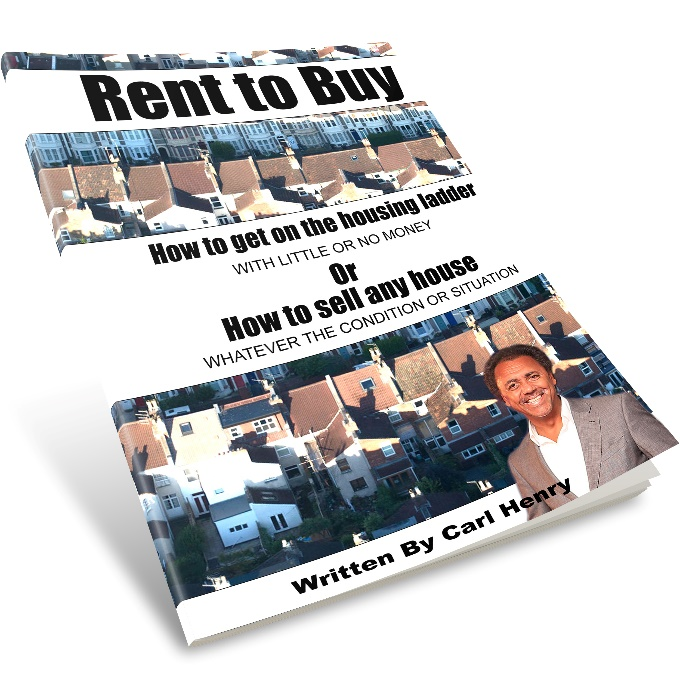 Rent to Buy
How to get on the housing ladder
WITH LITTLE OR NO MONEY
Or
How to sell any house
WHATEVER THE CONDITION OR SITUATION
Written By Carl Henry